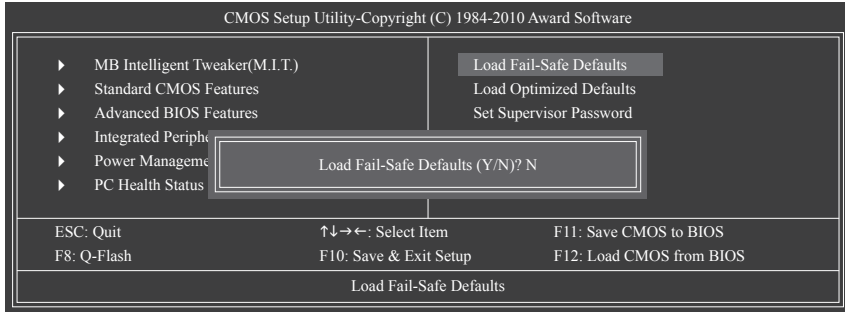 CMOS Setup Utility-Copyright (C) 1984-2010 Award Software
MB Intelligent Tweaker(M.I.T.)
Standard CMOS Features
Advanced BIOS Features
Integrated
Power
PC Health Status
Load Fail-Safe Defaults
Load Optimized Defaults
Set Supervisor Password
Load Fail-Safe Defaults (Y/N)? N
ESC: Quit
↑↓→←: Select Item
F11: Save CMOS to BIOS
F8: Q-Flash
F10: Save & Exit Setup
F12: Load CMOS from BIOS
Load Fail-Safe Defaults